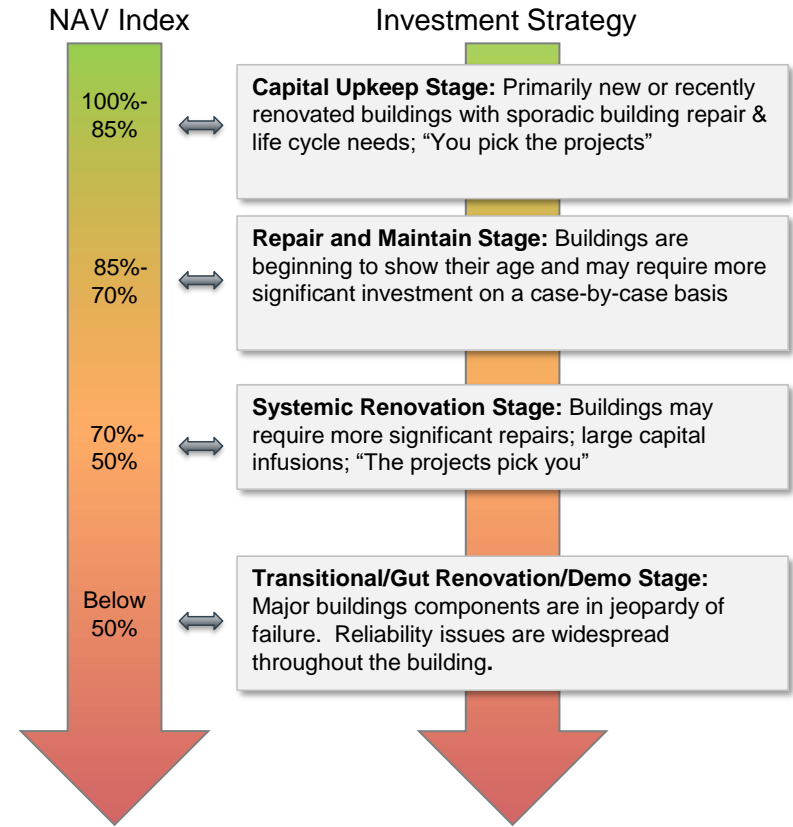 NAV Index
Investment Strategy
100%-
85%
Capital Upkeep Stage: Primarily new or recently
renovated buildings with sporadic building repair &
life cycle needs; “You pick the projects”
85%-
70%
Repair and Maintain Stage: Buildings are
beginning to show their age and may require more
significant investment on a case-by-case basis
70%-
50%
Systemic Renovation Stage: Buildings may
require more significant repairs; large capital
infusions; “The projects pick you”
Below
50%
Transitional/Gut Renovation/Demo Stage:
Major buildings components are in jeopardy of
failure.  Reliability issues are widespread
throughout the building.